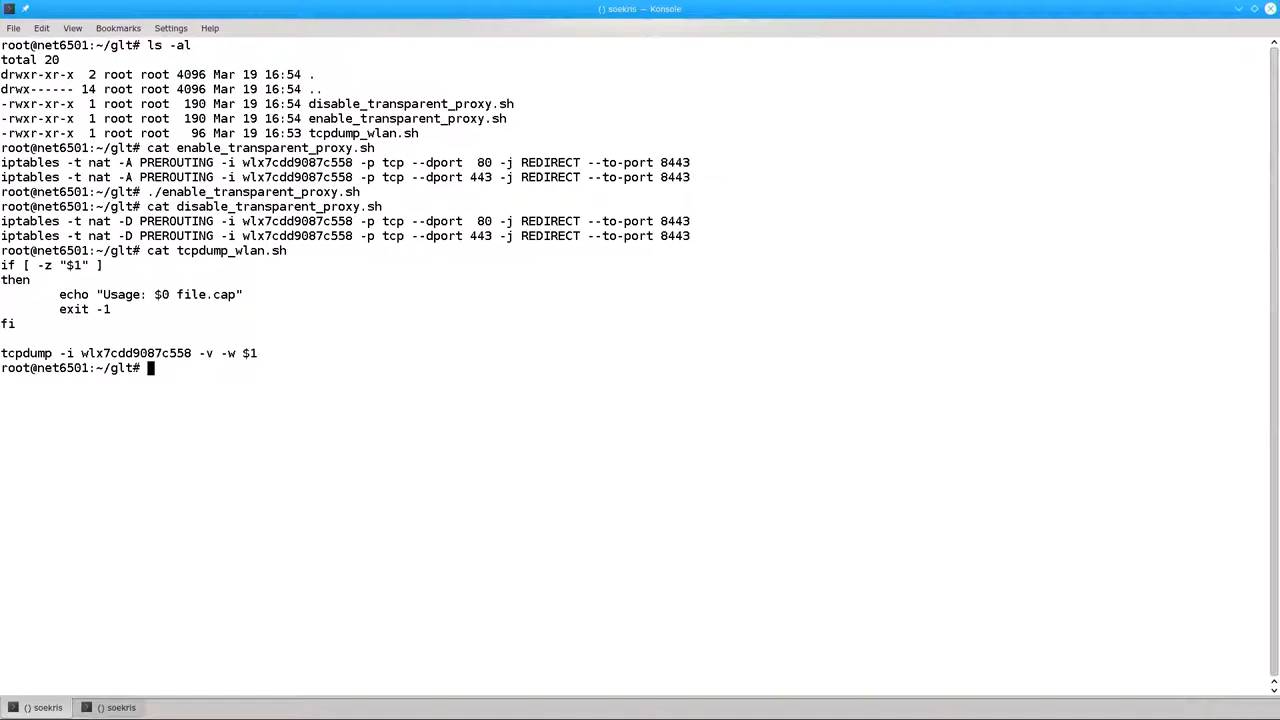 () soekris — Konsole
File Edit View Bookmarks Settings Help
root@net6501:~/glt# ls -al
total 20
drwxr-xr-x  2 root root 4096 Mar 19 16:54 .
drwx------ 14 root root 4096 Mar 19 16:54 ..
-rwxr-xr-x  1 root root  190 Mar 19 16:54 disable_transparent_proxy.sh
-rwxr-xr-x  1 root root  190 Mar 19 16:54 enable_transparent_proxy.sh
-rwxr-xr-x  1 root root   96 Mar 19 16:53 tcpdump_wlan.sh
root@net6501:~/glt# cat enable_transparent_proxy.sh
iptables -t nat -A PREROUTING -i wlx7cdd9087c558 -p tcp --dport  80 -j REDIRECT --to-port 8443
iptables -t nat -A PREROUTING -i wlx7cdd9087c558 -p tcp --dport 443 -j REDIRECT --to-port 8443
root@net6501:~/glt# ./enable_transparent_proxy.sh
root@net6501:~/glt# cat disable_transparent_proxy.sh
iptables -t nat -D PREROUTING -i wlx7cdd9087c558 -p tcp --dport  80 -j REDIRECT --to-port 8443
iptables -t nat -D PREROUTING -i wlx7cdd9087c558 -p tcp --dport 443 -j REDIRECT --to-port 8443
root@net6501:~/glt# cat tcpdump_wlan.sh
if [ -z "$1" ]
then
        echo "Usage: $0 file.cap"
        exit -1
fi

tcpdump -i wlx7cdd9087c558 -v -w $1
root@net6501:~/glt#
() soekris () soekris